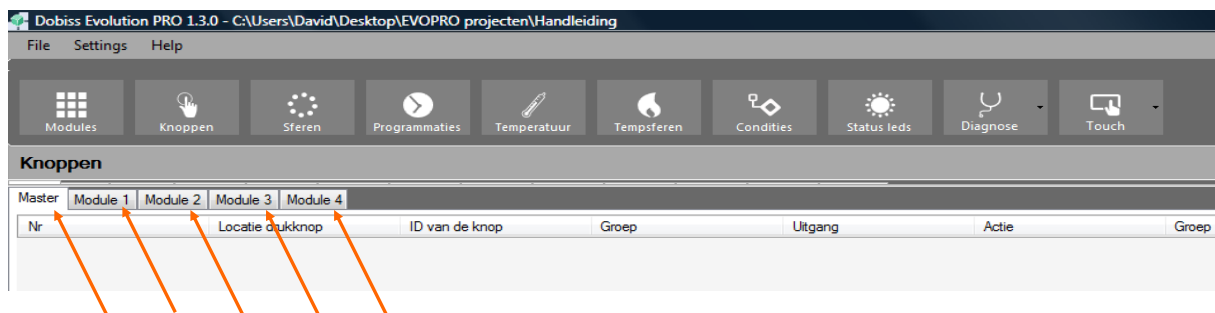 Dobiss Evolution PRO 1.3.0 - C:\Users\David\Desktop\EVOPRO projecten\Handleiding
File Settings Help
Modules Knoppen Sferen Programmaties Temperatuur Tempsferen Condities Status leds Diagnose Touch
Knoppen
Master Module 1 Module 2 Module 3 Module 4
Nr Locatie drukknop ID van de knop Groep Uitgang Actie Groep